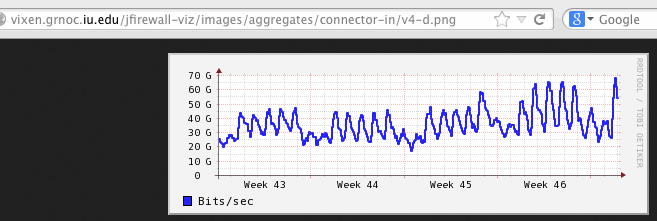 vixen.grnoc.iu.edu/jfirewall-viz/images/aggregates/connector-in/v4-d.png
Google
70 G
60 G
50 G
40 G
30 G
20 G
10 G
0
Week 43 Week 44 Week 45 Week 46
Bits/sec
RRDTOOL / TOBI OETIKER